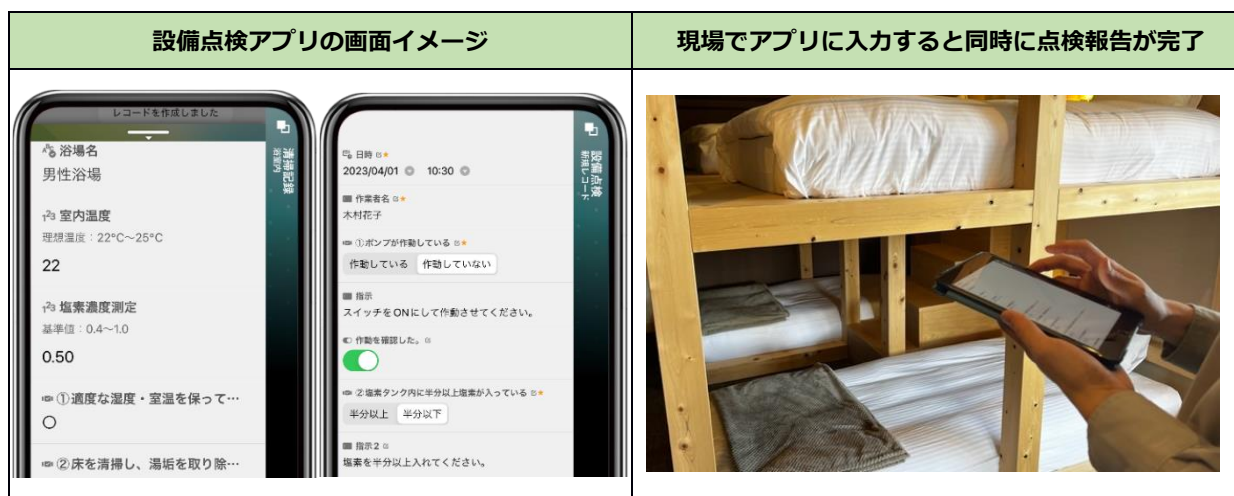 設備点検アプリの画面イメージ
現場でアプリに入力すると同時に点検報告が完了
レコードを作成しました
浴場名
男性浴場
室内温度
理想温度：22°C～25°C
22
塩素濃度測定
基準値：0.4～1.0
0.50
①適度な湿度・室温を保って…
○
②床を清掃し、湯垢を取り除…
清掃記録
浴室内
日時
2023/04/01 10:30
作業者名
木村花子
①ポンプが作動している
作動している 作動していない
指示
スイッチをONにして作動させてください。
作動を確認した。
②塩素タンク内に半分以上塩素が入っている
半分以上 半分以下
指示2
塩素を半分以上入れてください。
設備点検
新規レコード